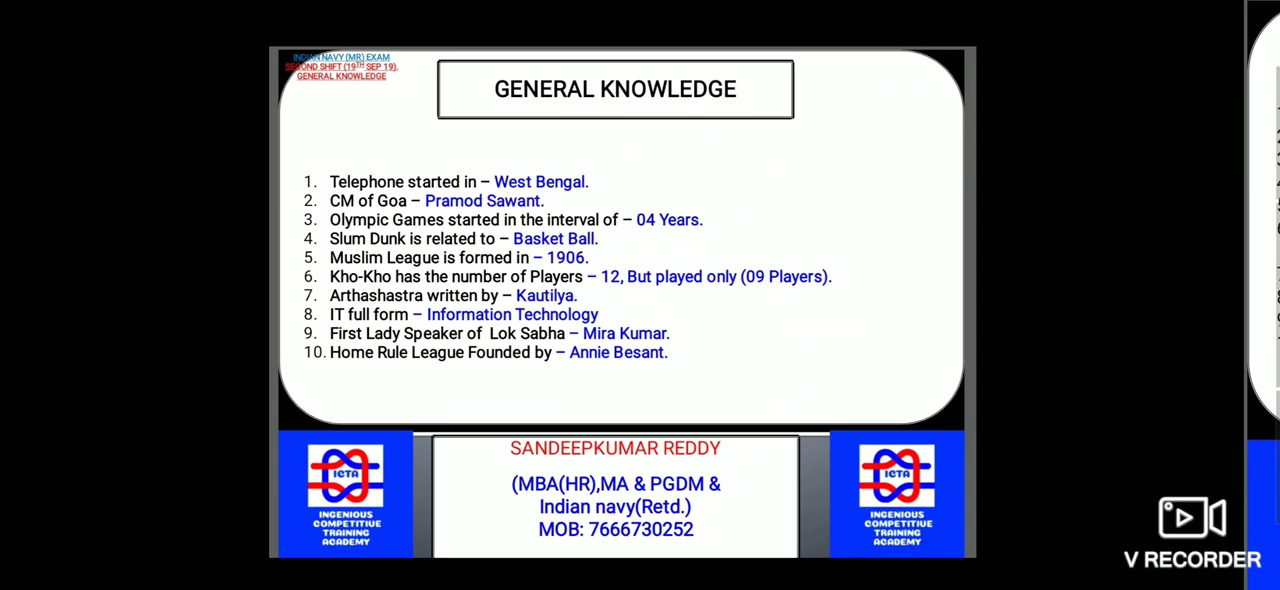 INDIAN NAVY (MR) EXAM
SECOND SHIFT (19TH SEP 19),
GENERAL KNOWLEDGE
GENERAL KNOWLEDGE
1. Telephone started in – West Bengal.
2. CM of Goa – Pramod Sawant.
3. Olympic Games started in the interval of – 04 Years.
4. Slum Dunk is related to – Basket Ball.
5. Muslim League is formed in – 1906.
6. Kho-Kho has the number of Players – 12, But played only (09 Players).
7. Arthashastra written by – Kautilya.
8. IT full form – Information Technology
9. First Lady Speaker of Lok Sabha – Mira Kumar.
10. Home Rule League Founded by – Annie Besant.
SANDEEPKUMAR REDDY
(MBA(HR),MA & PGDM &
Indian navy(Retd.)
MOB: 7666730252
ICTA
INGENIOUS
COMPETITIVE
TRAINING
ACADEMY
ICTA
INGENIOUS
COMPETITIVE
TRAINING
ACADEMY
V RECORDER